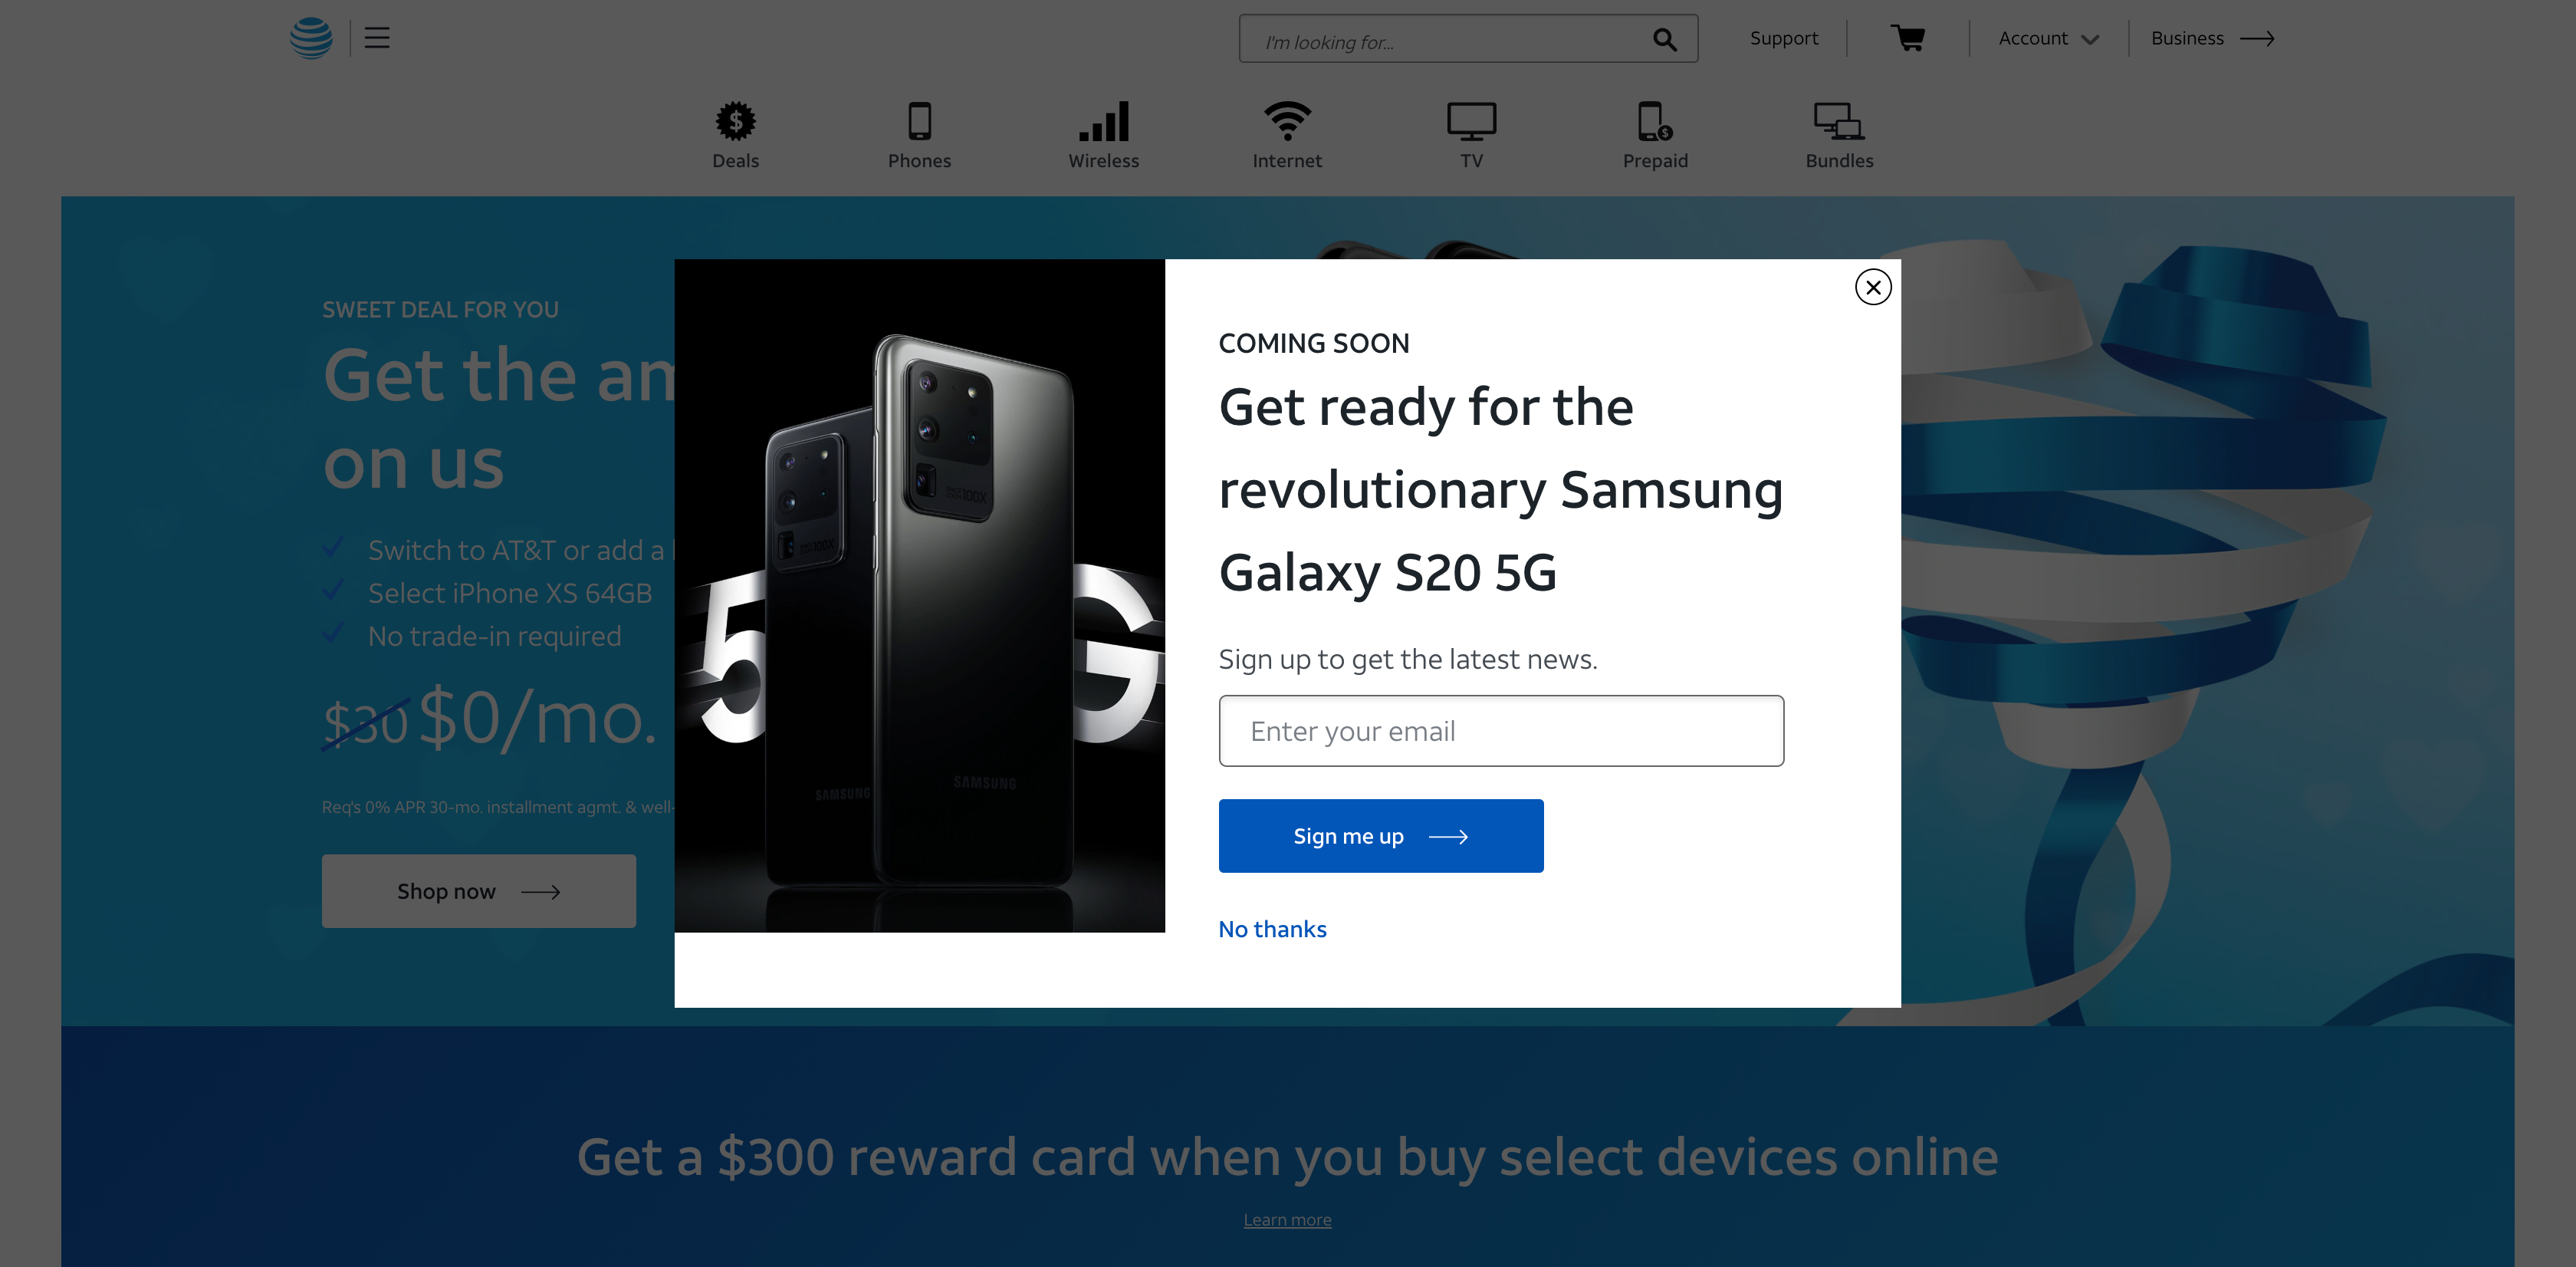 I'm looking for...
Support
Account
Business
Deals
Phones
Wireless
Internet
TV
Prepaid
Bundles
SWEET DEAL FOR YOU
Get the
on us
Switch to AT&T or add a
Select iPhone XS 64GB
No trade-in required
$30 $0/mo.
Req's 0% APR 30-mo. installment agmt. & well-
Shop now
5G
SPACE ZOOM 100X
100X
SAMSUNG
SAMSUNG
COMING SOON
Get ready for the
revolutionary Samsung
Galaxy S20 5G
Sign up to get the latest news.
Enter your email
Sign me up
No thanks
Get a $300 reward card when you buy select devices online
Learn more